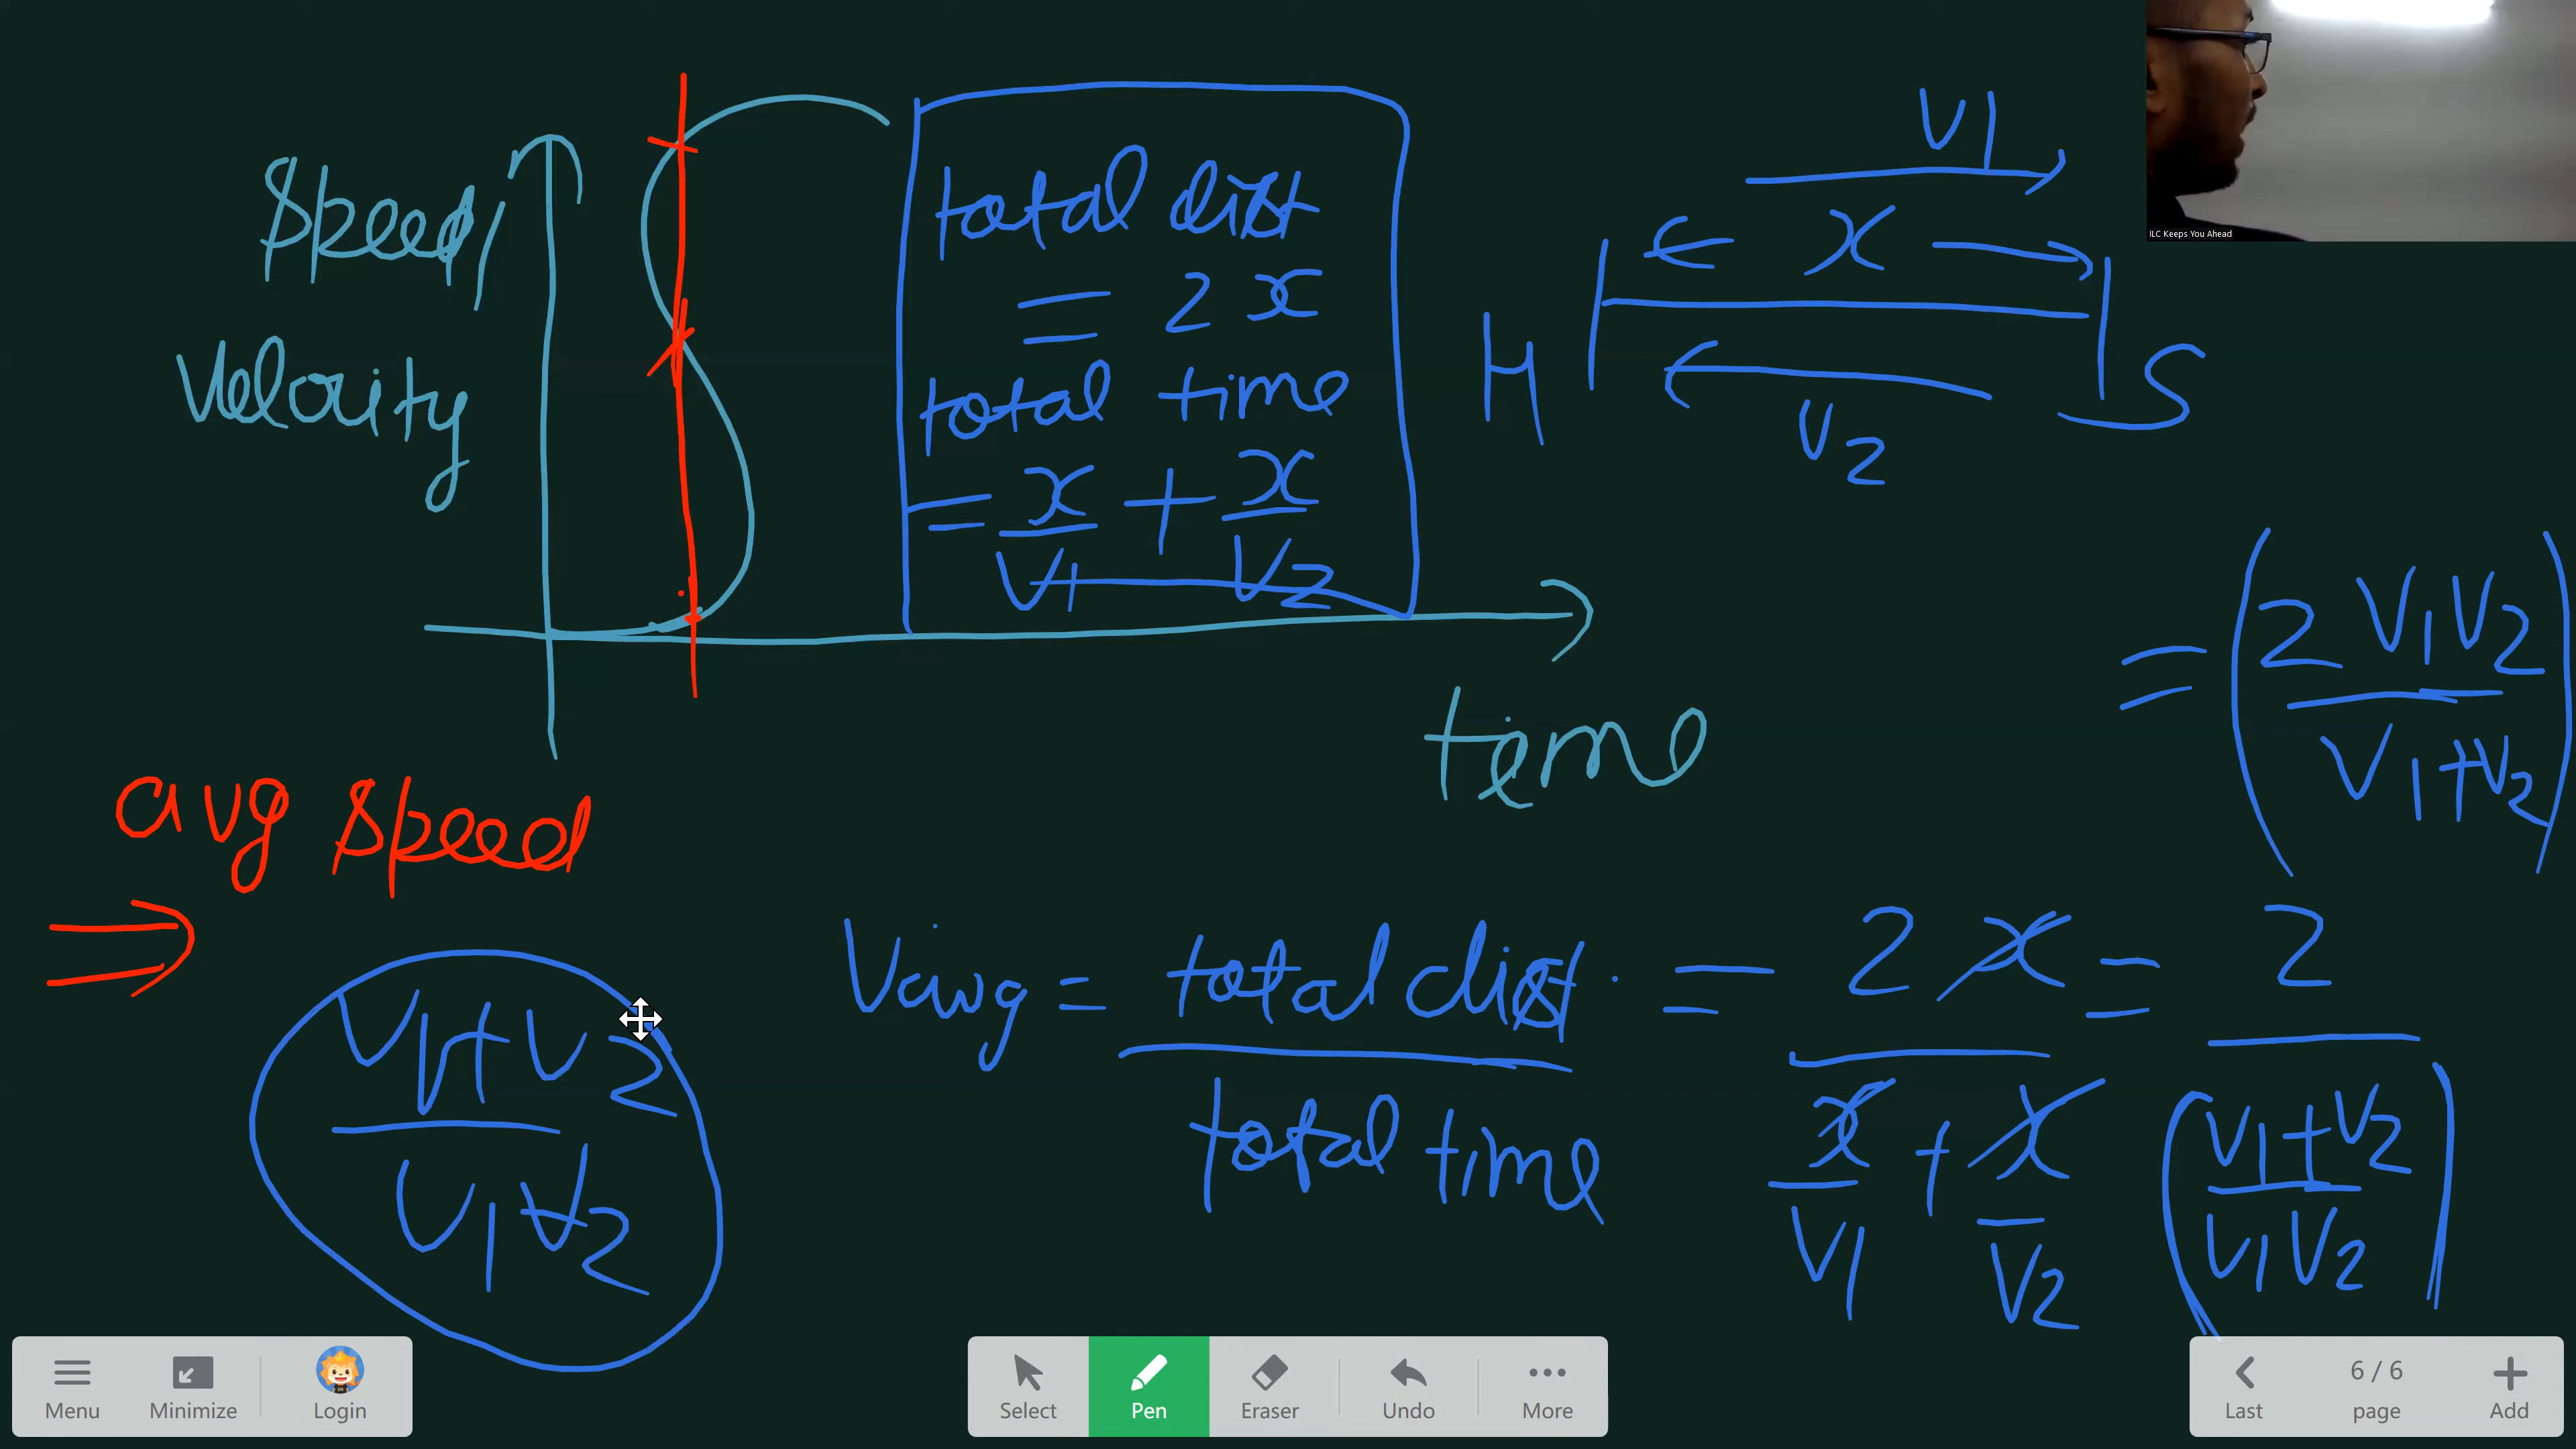 Speed,
Velocity
total dist
= 2x
total time
= x/V1 + x/V2
time
V1
x
H
S
V2
= (2 V1V2 / V1+V2)
avg speed
⇒
V1+V2 / V1V2
Vavg = total dist. / total time = 2x / (x/V1 + x/V2) = 2 / (V1+V2 / V1V2)
ILC Keeps You Ahead
Menu
Minimize
Login
Select
Pen
Eraser
Undo
More
Last
6 / 6
page
Add